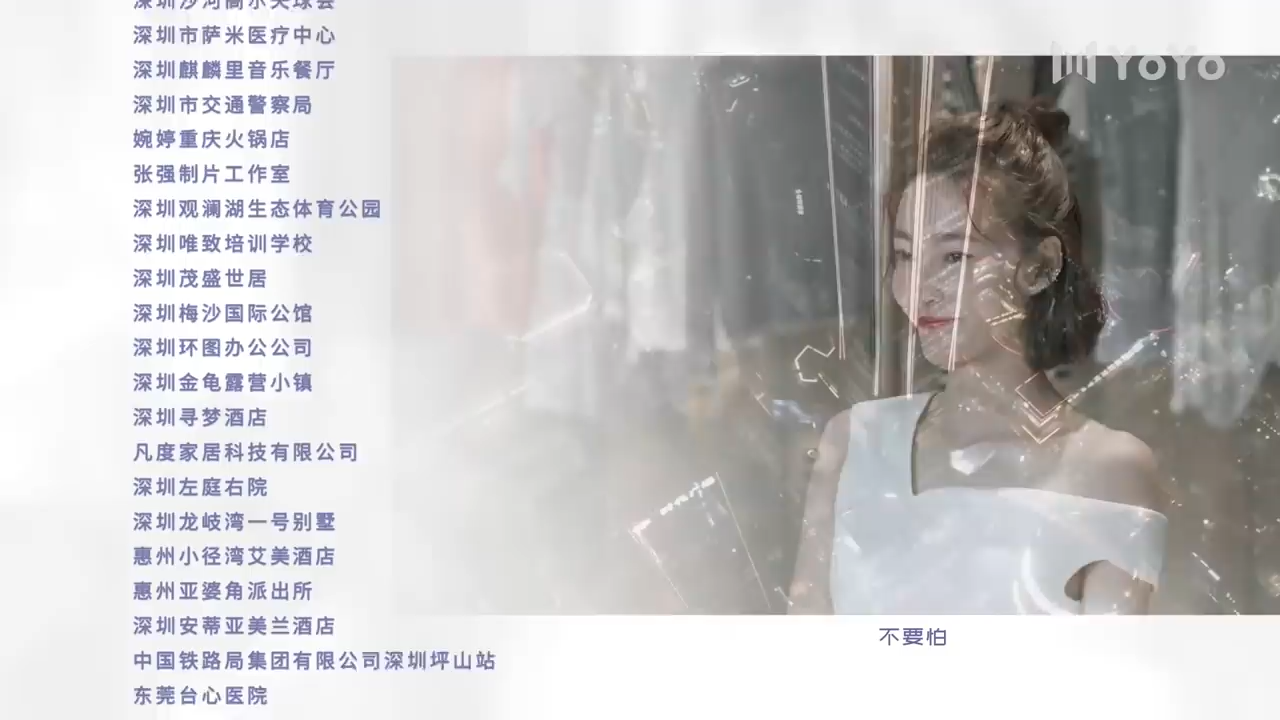 深圳沙河高尔夫球会
深圳市萨米医疗中心
深圳麒麟里音乐餐厅
深圳市交通警察局
婉婷重庆火锅店
张强制片工作室
深圳观澜湖生态体育公园
深圳唯致培训学校
深圳茂盛世居
深圳梅沙国际公馆
深圳环图办公公司
深圳金龟露营小镇
深圳寻梦酒店
凡度家居科技有限公司
深圳左庭右院
深圳龙岐湾一号别墅
惠州小径湾艾美酒店
惠州亚婆角派出所
深圳安蒂亚美兰酒店
中国铁路局集团有限公司深圳坪山站
东莞台心医院
YOYO
不要怕